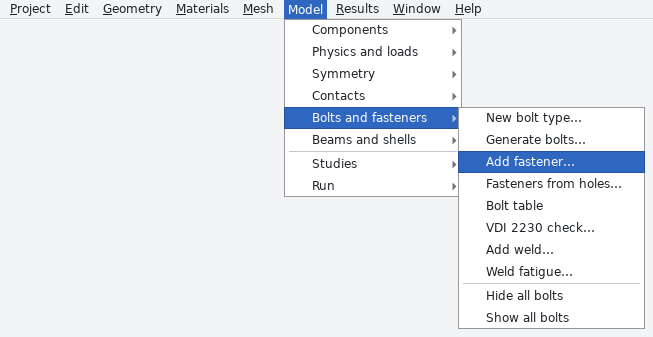 Project Edit Geometry Materials Mesh Model Results Window Help
Components
Physics and loads
Symmetry
Contacts
Bolts and fasteners
Beams and shells
Studies
Run
New bolt type...
Generate bolts...
Add fastener...
Fasteners from holes...
Bolt table
VDI 2230 check...
Add weld...
Weld fatigue...
Hide all bolts
Show all bolts